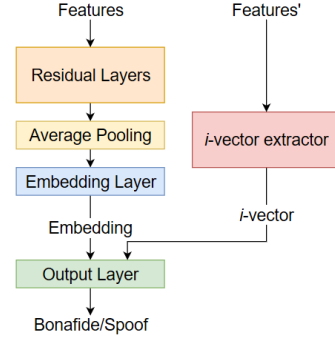 Features
Features'
Residual Layers
Average Pooling
i-vector extractor
Embedding Layer
i-vector
Embedding
Output Layer
Bonafide/Spoof